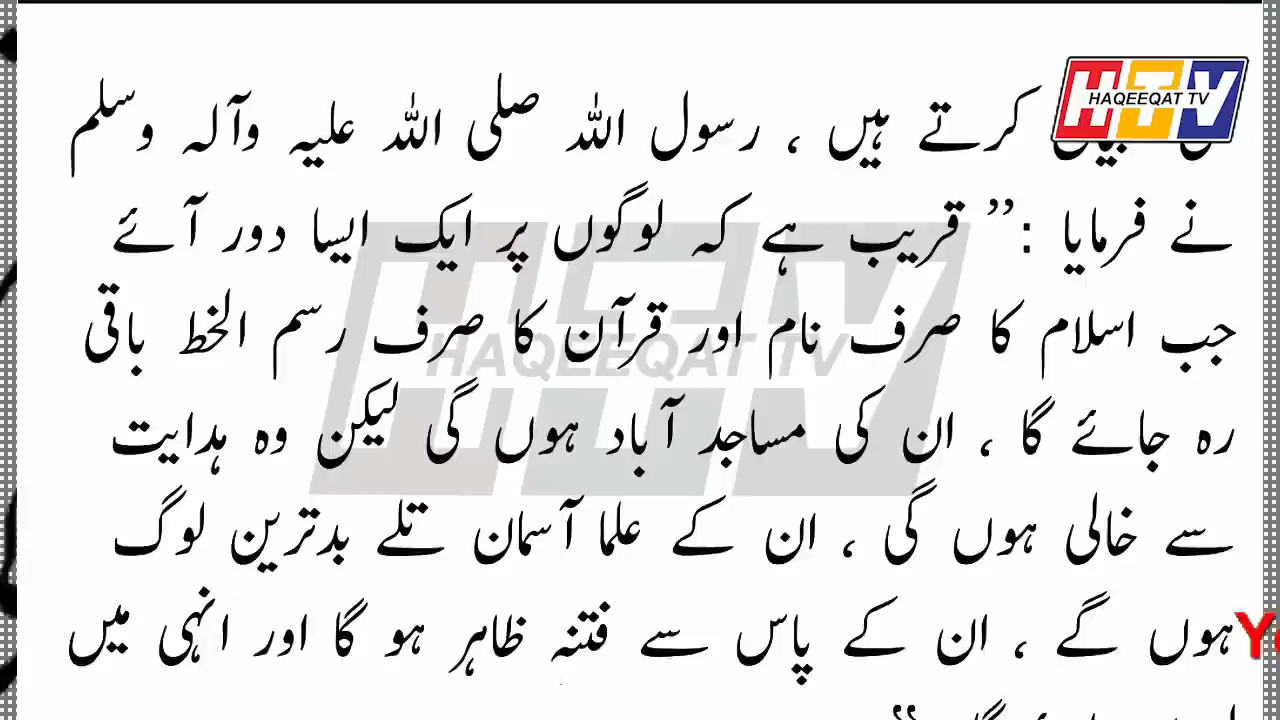 HAQEEQAT TV
کرتے ہیں ، رسول اللہ صلی اللہ علیہ وآلہ وسلم
نے فرمایا :’’ قریب ہے کہ لوگوں پر ایک ایسا دور آئے
جب اسلام کا صرف نام اور قرآن کا صرف رسم الخط باقی
HAQEEQAT TV
رہ جائے گا ، ان کی مساجد آباد ہوں گی لیکن وہ ہدایت
سے خالی ہوں گی ، ان کے علما آسمان تلے بدترین لوگ
ہوں گے ، ان کے پاس سے فتنہ ظاہر ہو گا اور انہی میں